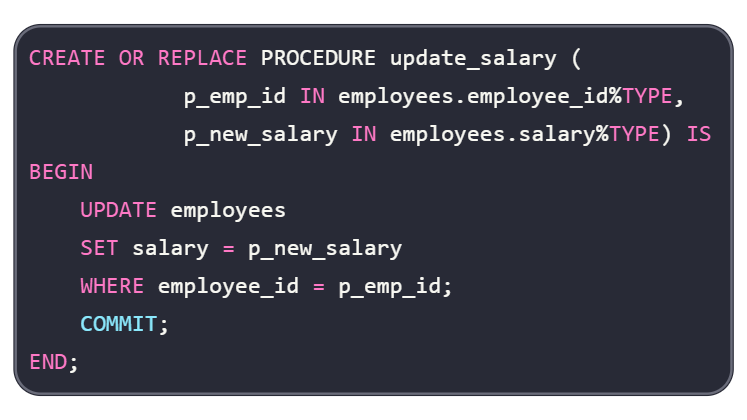 CREATE OR REPLACE PROCEDURE update_salary (
            p_emp_id IN employees.employee_id%TYPE,
            p_new_salary IN employees.salary%TYPE) IS
BEGIN
    UPDATE employees
    SET salary = p_new_salary
    WHERE employee_id = p_emp_id;
    COMMIT;
END;